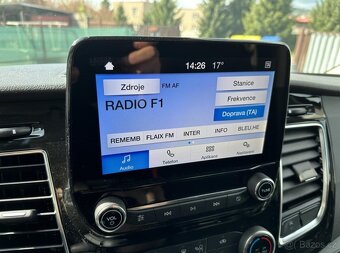 14:26 17°
Zdroje
FM AF
Stanice
RADIO F1
Frekvence
Doprava (TA)
REMEMB FLAIX FM INTER INFO BLEU.HE
Audio
Telefon
Aplikace
Nastavení
VOL